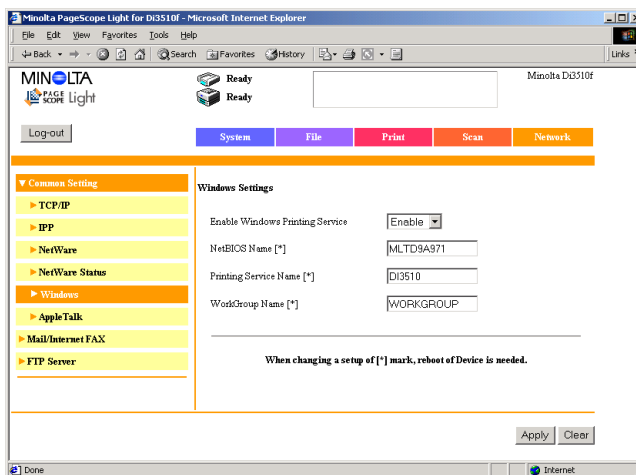 Minolta PageScope Light for Di3510f - Microsoft Internet Explorer
File Edit View Favorites Tools Help
Back Search Favorites History Links
MINOLTA
PAGE SCOPE Light
Ready
Ready
Minolta Di3510f
Log-out
System File Print Scan Network
Common Setting
TCP/IP
IPP
NetWare
NetWare Status
Windows
AppleTalk
Mail/Internet FAX
FTP Server
Windows Settings
Enable Windows Printing Service Enable
NetBIOS Name [*] MLTD9A971
Printing Service Name [*] DI3510
WorkGroup Name [*] WORKGROUP
When changing a setup of [*] mark, reboot of Device is needed.
Apply Clear
Done Internet